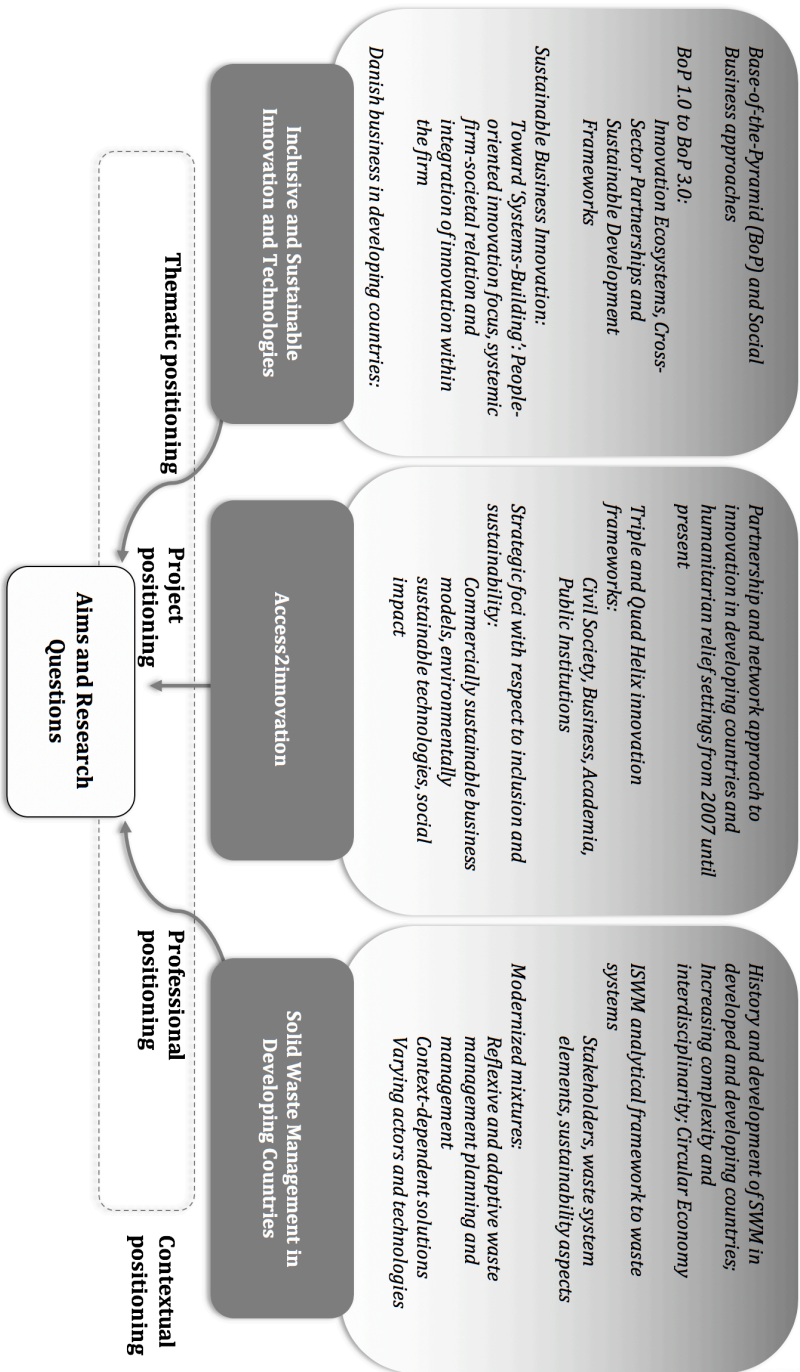 Base-of-the-Pyramid (BoP) and Social
Business approaches
BoP 1.0 to BoP 3.0:
Innovation Ecosystems, Cross-
Sector Partnerships and
Sustainable Development
Frameworks
Sustainable Business Innovation:
Toward 'Systems-Building': People-
oriented innovation focus, systemic
firm-societal relation and
integration of innovation within
the firm
Danish business in developing countries:
Inclusive and Sustainable
Innovation and Technologies
Partnership and network approach to
innovation in developing countries and
humanitarian relief settings from 2007 until
present
Triple and Quad Helix innovation
frameworks:
Civil Society, Business, Academia,
Public Institutions
Strategic foci with respect to inclusion and
sustainability:
Commercially sustainable business
models, environmentally
sustainable technologies, social
impact
Access2innovation
History and development of SWM in
developed and developing countries;
Increasing complexity and
interdisciplinarity; Circular Economy
ISWM analytical framework to waste
systems
Stakeholders, waste system
elements, sustainability aspects
Modernized mixtures:
Reflexive and adaptive waste
management planning and
management
Context-dependent solutions
Varying actors and technologies
Solid Waste Management in
Developing Countries
Thematic positioning
Project
positioning
Professional
positioning
Contextual
positioning
Aims and Research
Questions